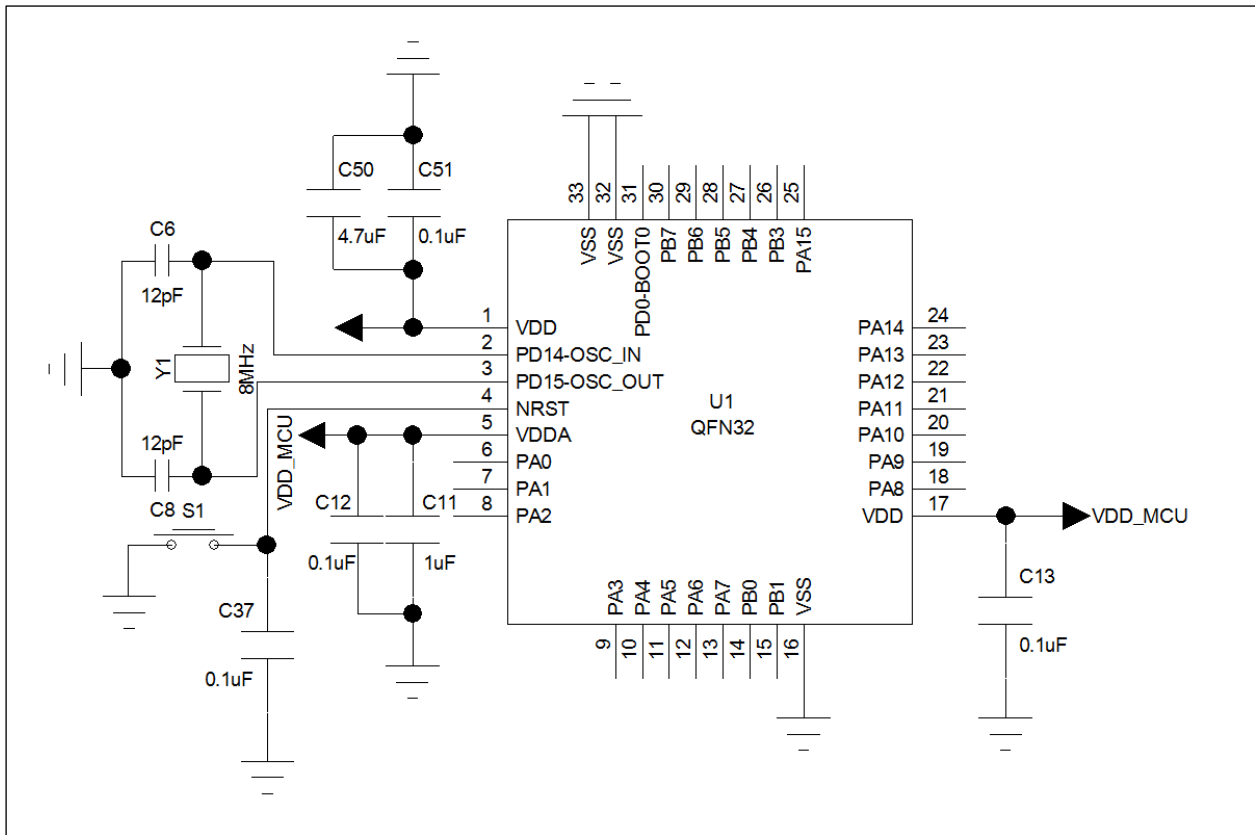 C50
C51
4.7uF
0.1uF
C6
12pF
Y1
8MHz
12pF
C8
S1
VDD_MCU
C12
C11
0.1uF
1uF
C37
0.1uF
33
32
31
30
29
28
27
26
25
VSS
VSS
PD0-BOOT0
PB7
PB6
PB5
PB4
PB3
PA15
1
VDD
2
PD14-OSC_IN
3
PD15-OSC_OUT
4
NRST
5
VDDA
6
PA0
7
PA1
8
PA2
U1
QFN32
PA14
24
PA13
23
PA12
22
PA11
21
PA10
20
PA9
19
PA8
18
VDD
17
VDD_MCU
C13
0.1uF
PA3
PA4
PA5
PA6
PA7
PB0
PB1
VSS
9
10
11
12
13
14
15
16